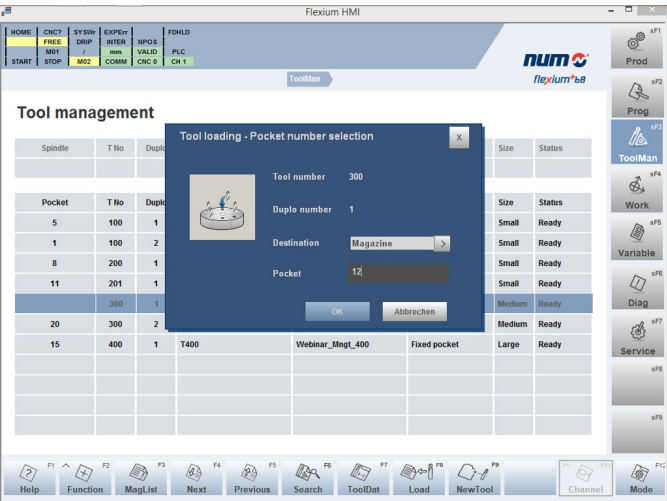 Flexium HMI
HOME CNC? SYSWr EXPErr FDHLD
FREE DRIP INTER NPOS
M01 / mm VALID PLC
START STOP M02 COMM CNC 0 CH 1
num
flexium+68
ToolMan
Tool management
Spindle T No Duplo Size Status
Tool loading - Pocket number selection X
Tool number 300
Duplo number 1
Destination Magazine >
Pocket 12
OK Abbrechen
Pocket T No Duplo Size Status
5 100 1 Small Ready
1 100 2 Small Ready
8 200 1 Small Ready
11 201 1 Small Ready
300 1 Medium Ready
20 300 2 Medium Ready
15 400 1 T400 Webinar_Mngt_400 Fixed pocket Large Ready
sF1
Prod
sF2
Prog
sF3
ToolMan
sF4
Work
sF5
Variable
sF6
Diag
sF7
Service
sF8
sF9
F1 F2 F3 F4 F5 F6 F7 F8 F9 F11 F12
Help Function MagList Next Previous Search ToolDat Load NewTool Channel Mode